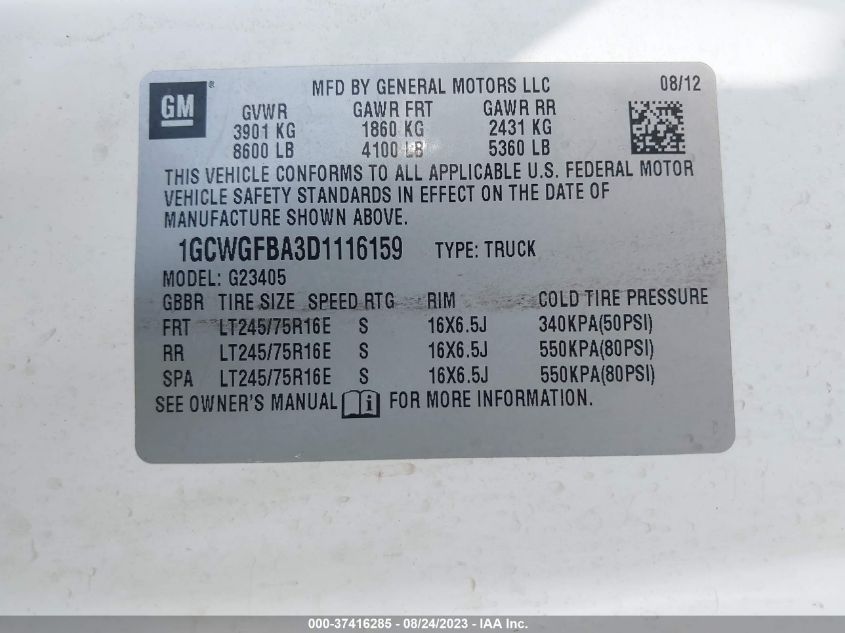 GM ® MFD BY GENERAL MOTORS LLC 08/12
GVWR GAWR FRT GAWR RR
3901 KG 1860 KG 2431 KG
8600 LB 4100 LB 5360 LB
THIS VEHICLE CONFORMS TO ALL APPLICABLE U.S. FEDERAL MOTOR
VEHICLE SAFETY STANDARDS IN EFFECT ON THE DATE OF
MANUFACTURE SHOWN ABOVE.
1GCWGFBA3D1116159 TYPE: TRUCK
MODEL: G23405
GBBR TIRE SIZE SPEED RTG RIM COLD TIRE PRESSURE
FRT LT245/75R16E S 16X6.5J 340KPA(50PSI)
RR LT245/75R16E S 16X6.5J 550KPA(80PSI)
SPA LT245/75R16E S 16X6.5J 550KPA(80PSI)
SEE OWNER'S MANUAL i FOR MORE INFORMATION.
000-37416285 - 08/24/2023 - IAA Inc.